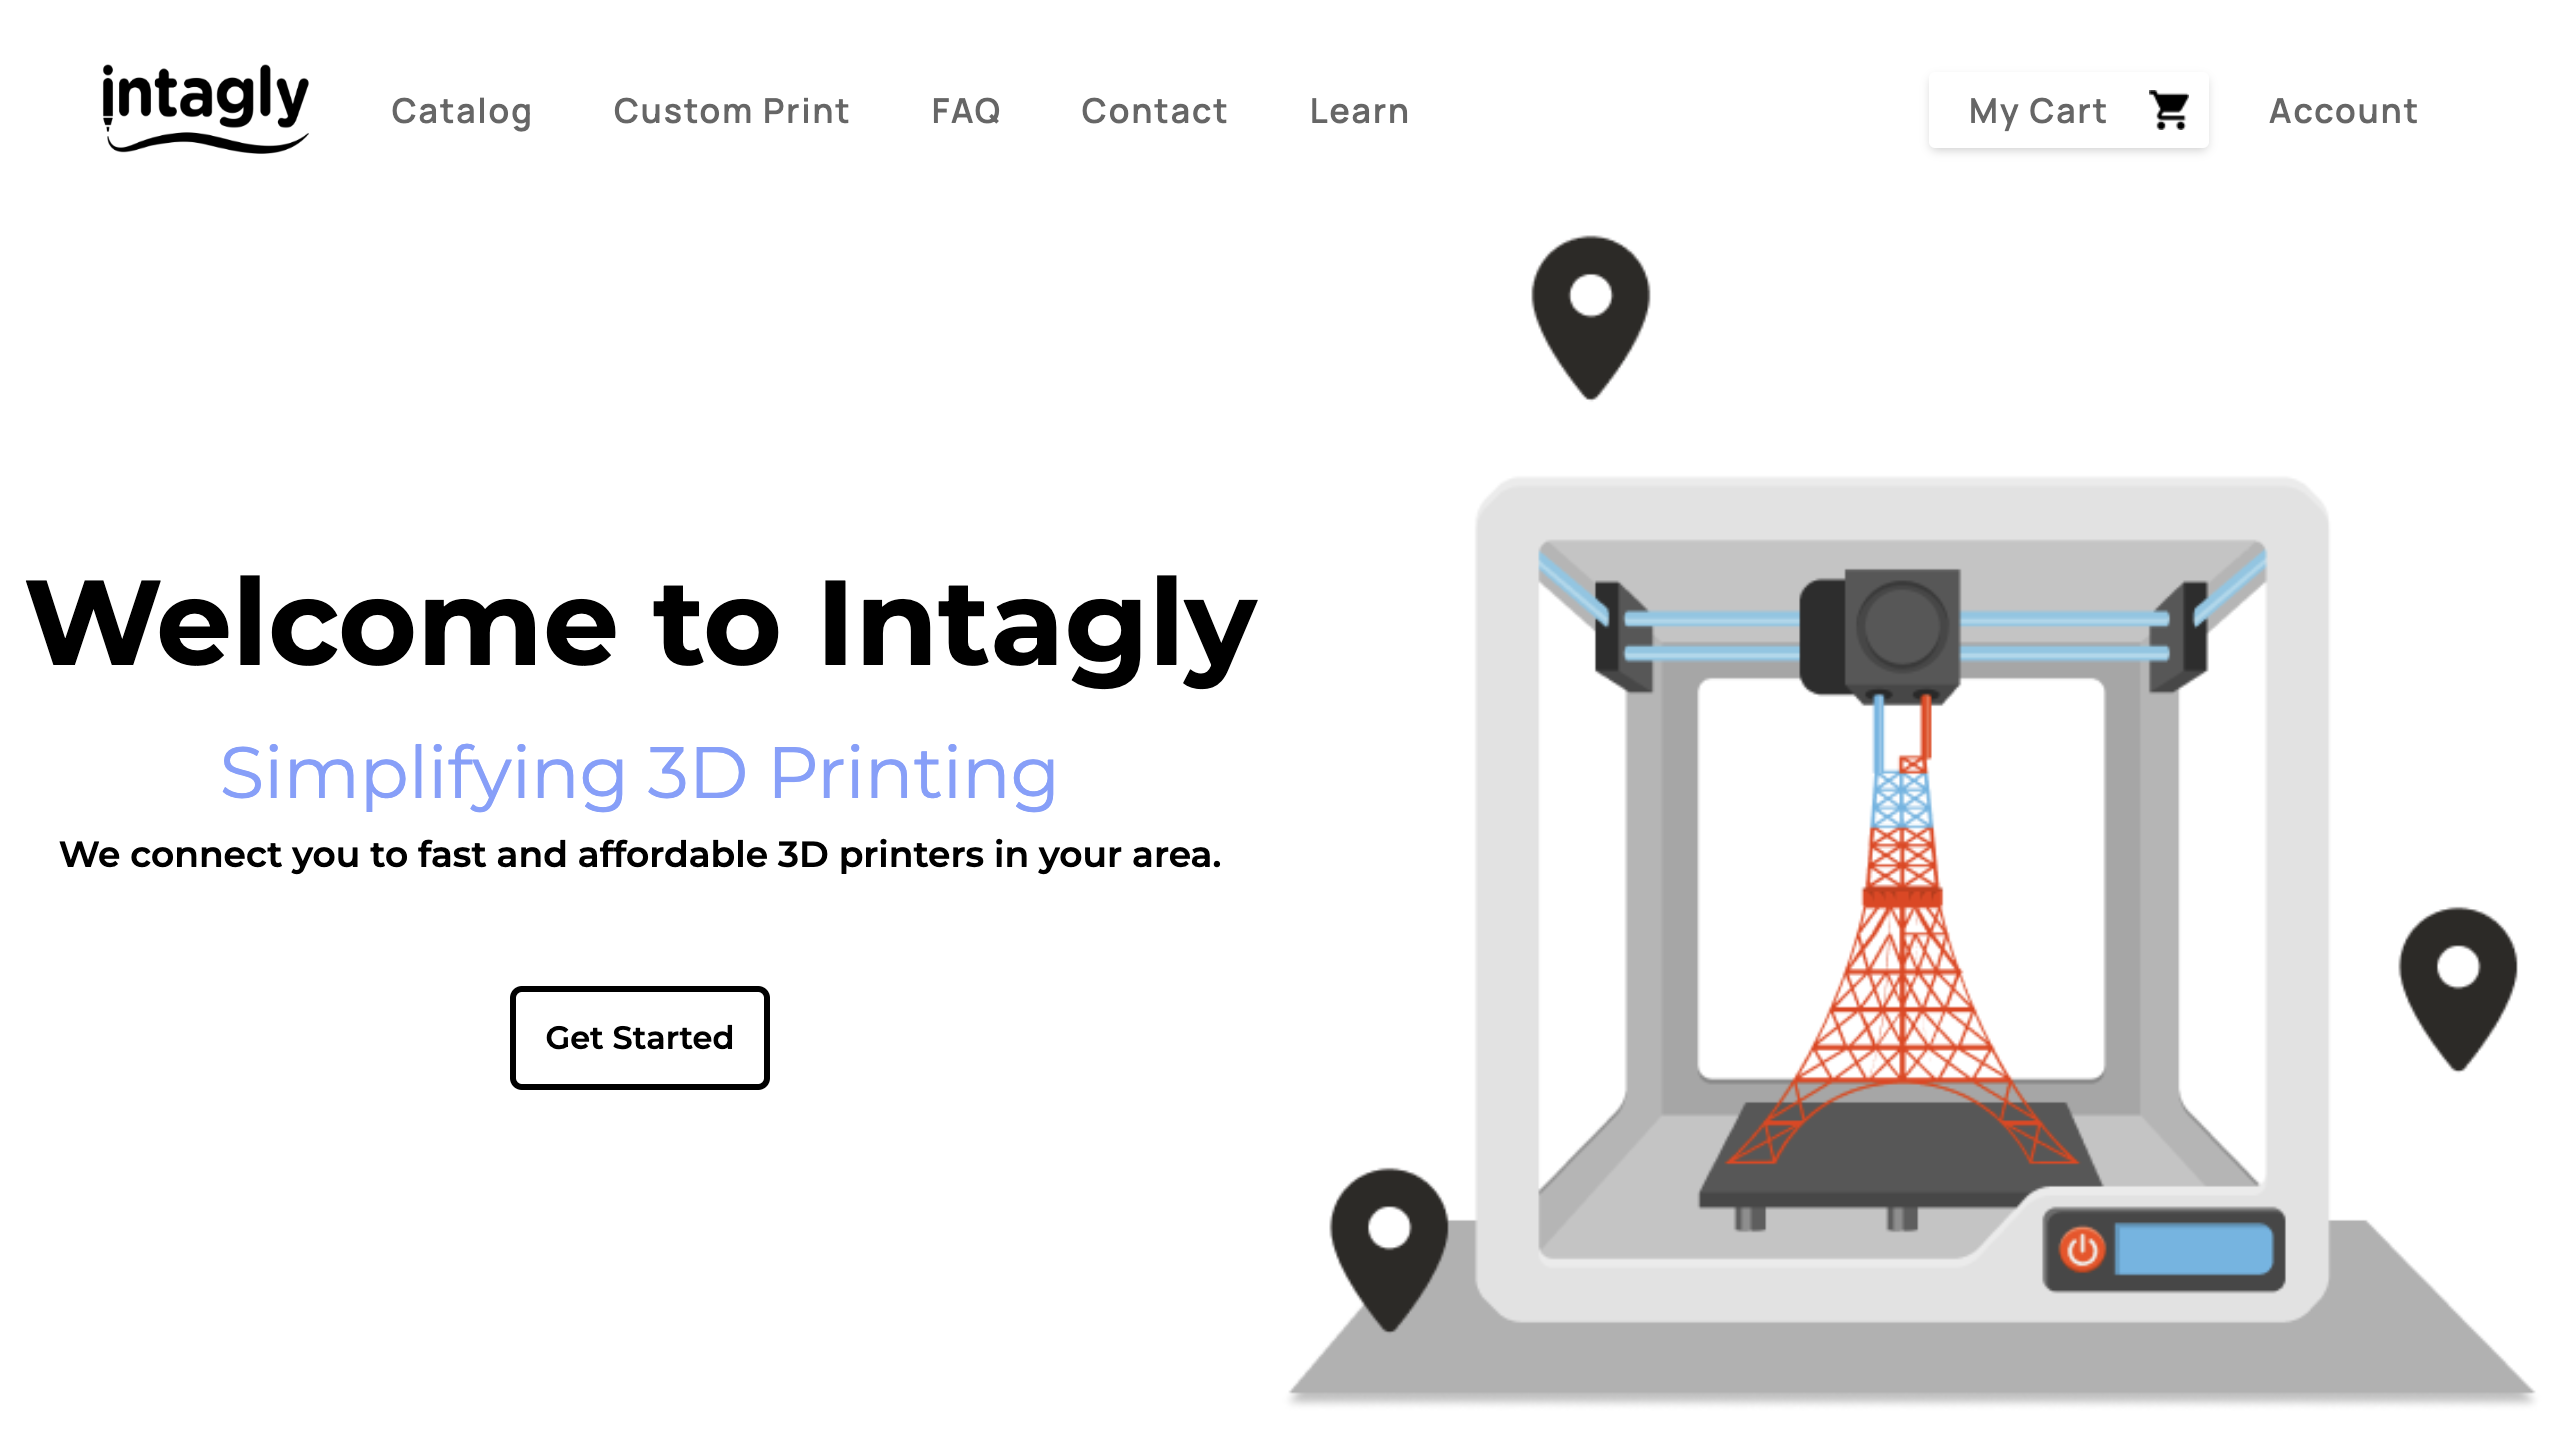 intagly
Catalog
Custom Print
FAQ
Contact
Learn
My Cart
Account
Welcome to Intagly
Simplifying 3D Printing
We connect you to fast and affordable 3D printers in your area.
Get Started